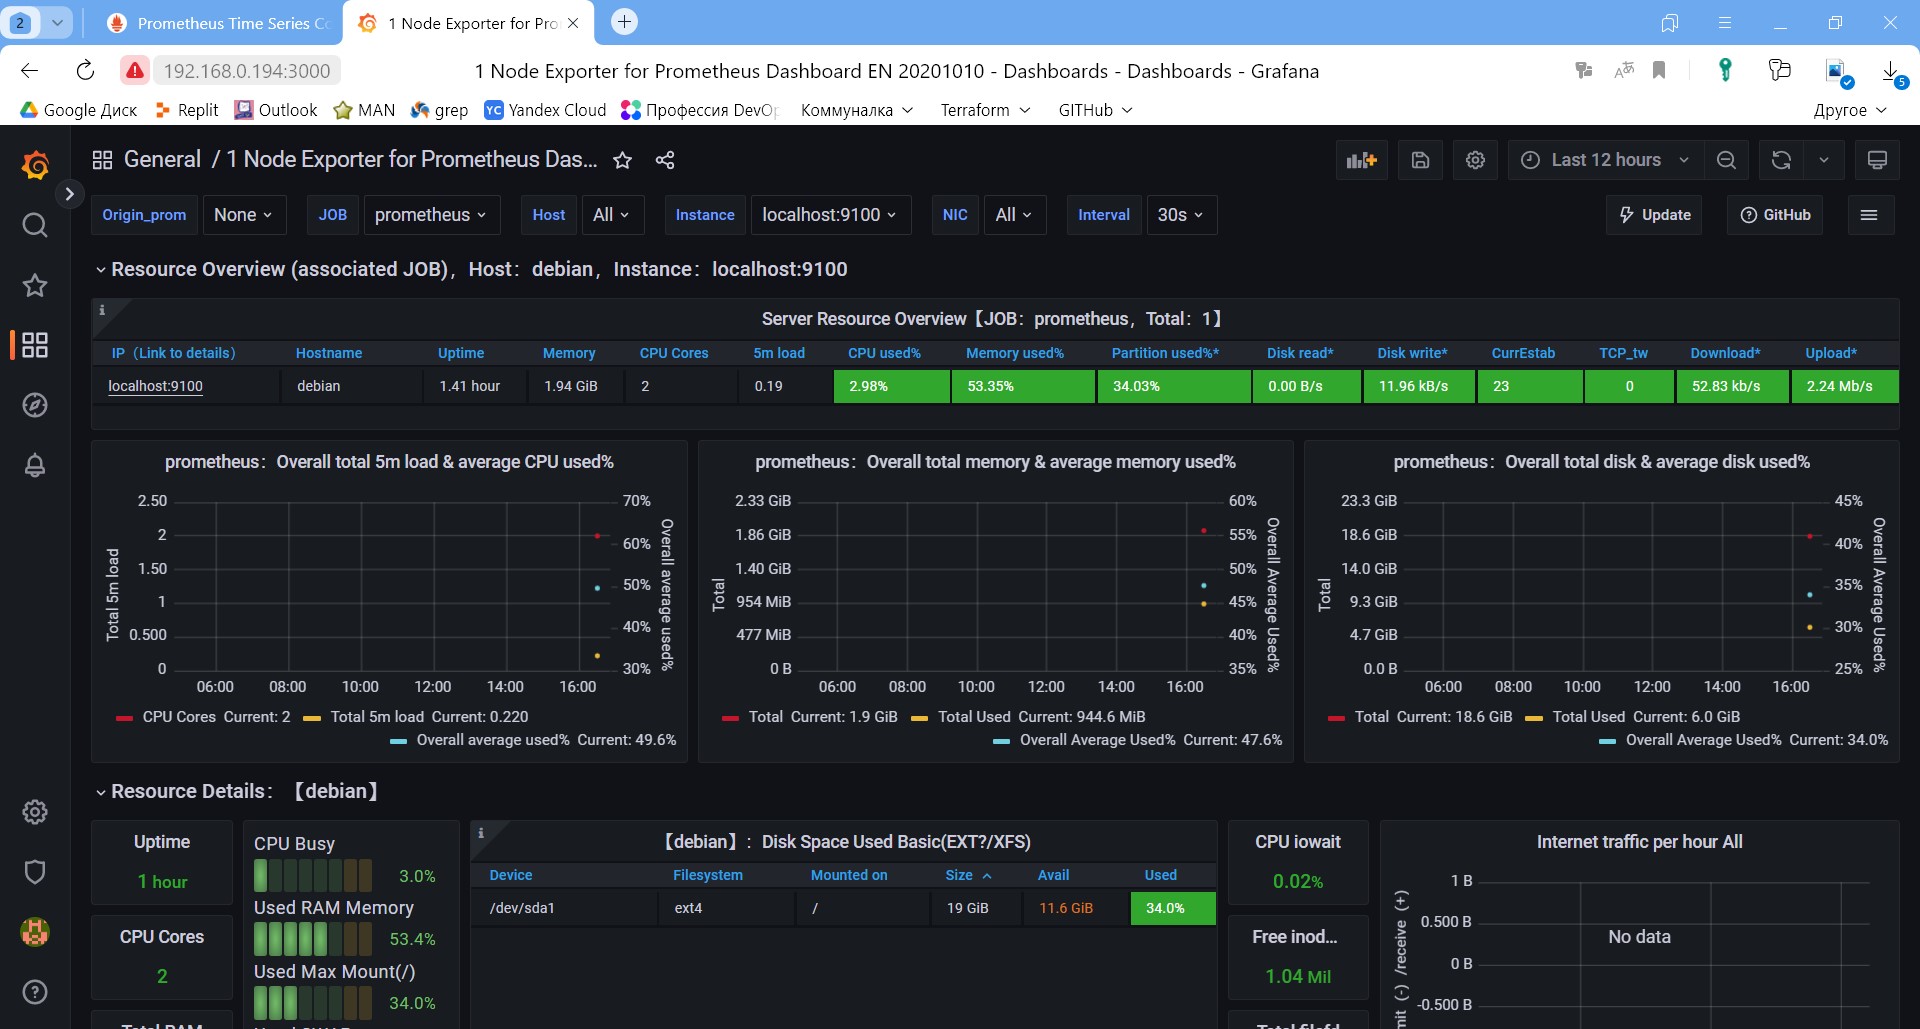 2
Prometheus Time Series Co
1 Node Exporter for Pro
192.168.0.194:3000
1 Node Exporter for Prometheus Dashboard EN 20201010 - Dashboards - Dashboards - Grafana
5
Google Диск
Replit
Outlook
MAN
grep
YC Yandex Cloud
Профессия DevOp
Коммуналка
Terraform
GITHub
Другое
General / 1 Node Exporter for Prometheus Das...
Last 12 hours
Origin_prom None
JOB prometheus
Host All
Instance localhost:9100
NIC All
Interval 30s
Update
GitHub
Resource Overview (associated JOB)，Host：debian，Instance：localhost:9100
i
Server Resource Overview【JOB：prometheus，Total：1】
IP（Link to details） Hostname Uptime Memory CPU Cores 5m load CPU used% Memory used% Partition used%* Disk read* Disk write* CurrEstab TCP_tw Download* Upload*
localhost:9100 debian 1.41 hour 1.94 GiB 2 0.19 2.98% 53.35% 34.03% 0.00 B/s 11.96 kB/s 23 0 52.83 kb/s 2.24 Mb/s
prometheus：Overall total 5m load & average CPU used%
Total 5m load
2.50
2
1.50
1
0.500
0
70%
60%
50%
40%
30%
Overall average used%
06:00 08:00 10:00 12:00 14:00 16:00
CPU Cores Current: 2 Total 5m load Current: 0.220
Overall average used% Current: 49.6%
prometheus：Overall total memory & average memory used%
Total
2.33 GiB
1.86 GiB
1.40 GiB
954 MiB
477 MiB
0 B
60%
55%
50%
45%
40%
35%
Overall Average Used%
06:00 08:00 10:00 12:00 14:00 16:00
Total Current: 1.9 GiB Total Used Current: 944.6 MiB
Overall Average Used% Current: 47.6%
prometheus：Overall total disk & average disk used%
Total
23.3 GiB
18.6 GiB
14.0 GiB
9.3 GiB
4.7 GiB
0.0 B
45%
40%
35%
30%
25%
Overall Average Used%
06:00 08:00 10:00 12:00 14:00 16:00
Total Current: 18.6 GiB Total Used Current: 6.0 GiB
Overall Average Used% Current: 34.0%
Resource Details：【debian】
Uptime
1 hour
CPU Cores
2
Total RAM
CPU Busy
3.0%
Used RAM Memory
53.4%
Used Max Mount(/)
34.0%
i
【debian】：Disk Space Used Basic(EXT?/XFS)
Device Filesystem Mounted on Size Avail Used
/dev/sda1 ext4 / 19 GiB 11.6 GiB 34.0%
CPU iowait
0.02%
Free inod...
1.04 Mil
Total filefd
Internet traffic per hour All
mit (-) /receive (+)
1 B
0.500 B
0 B
-0.500 B
No data